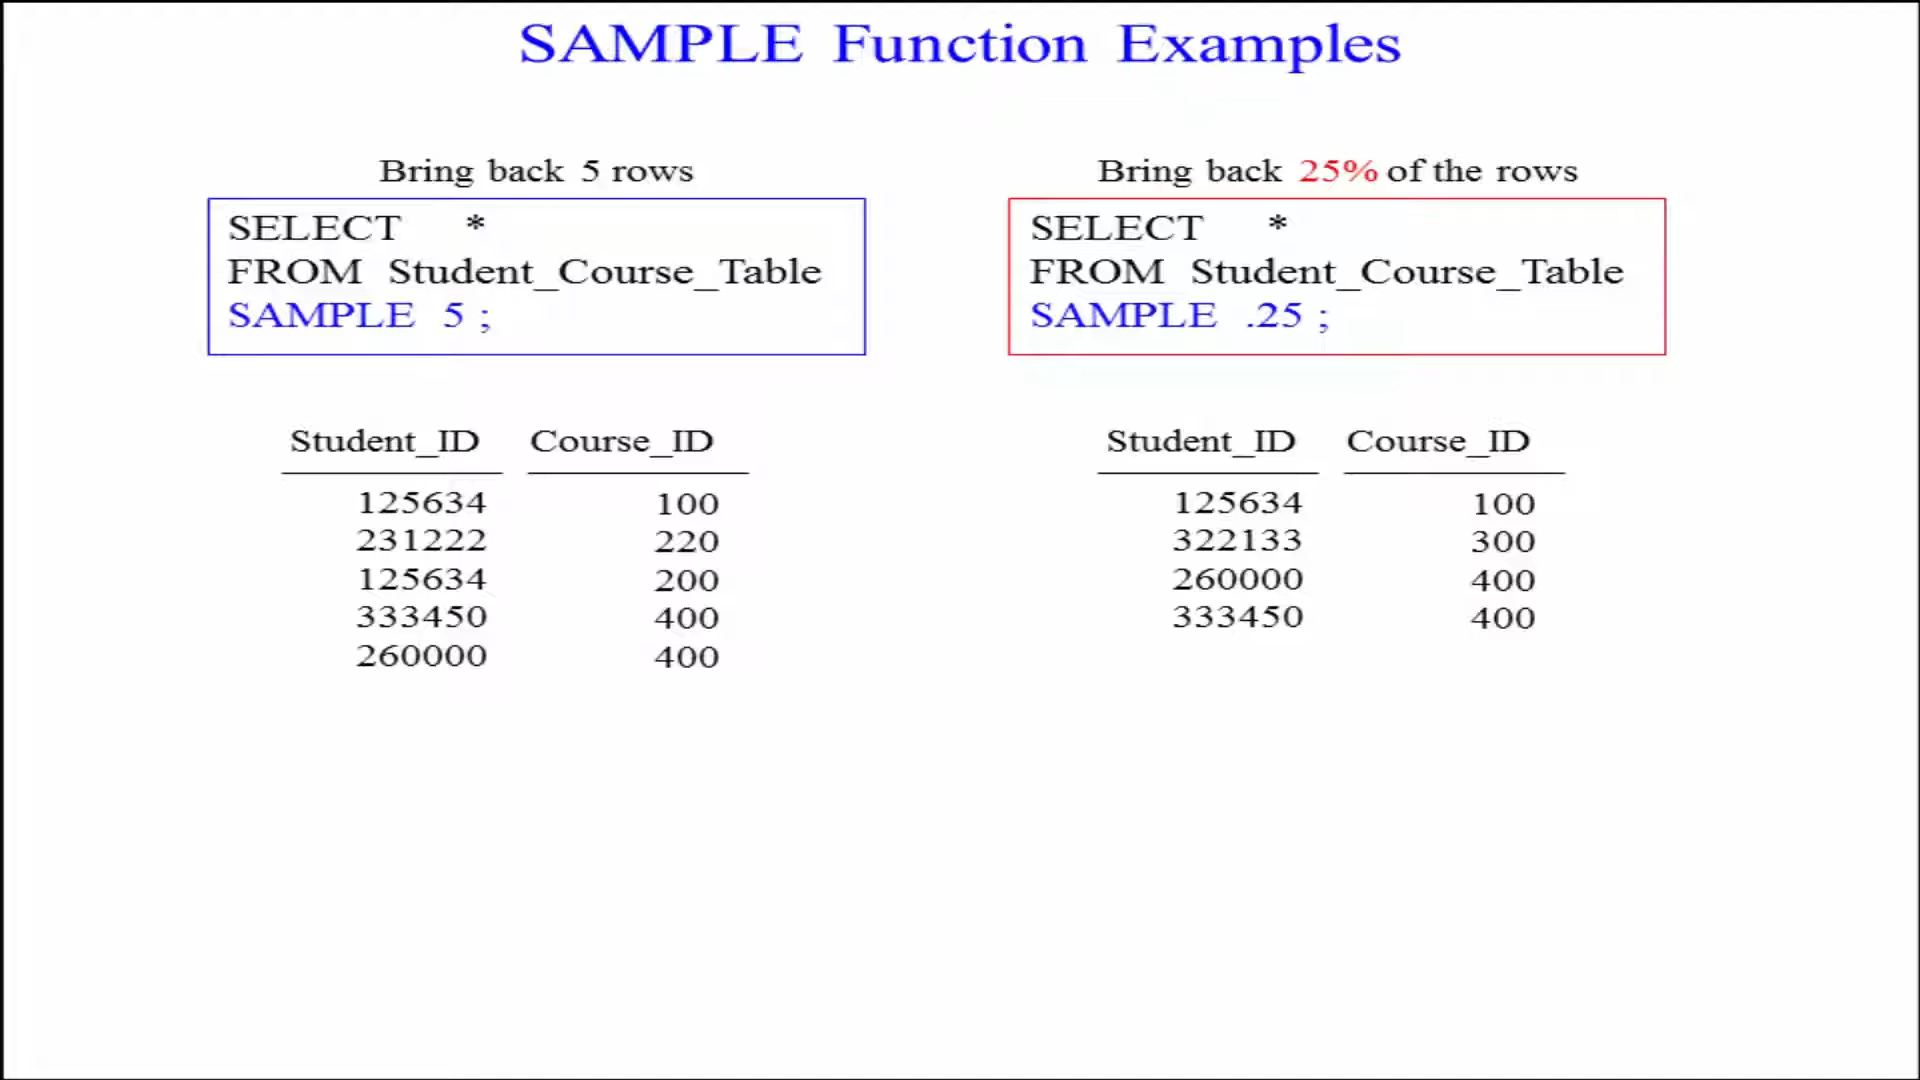 SAMPLE Function Examples
Bring back 5 rows
SELECT *
FROM Student_Course_Table
SAMPLE 5 ;
Student_ID Course_ID
125634 100
231222 220
125634 200
333450 400
260000 400
Bring back 25% of the rows
SELECT *
FROM Student_Course_Table
SAMPLE .25 ;
Student_ID Course_ID
125634 100
322133 300
260000 400
333450 400